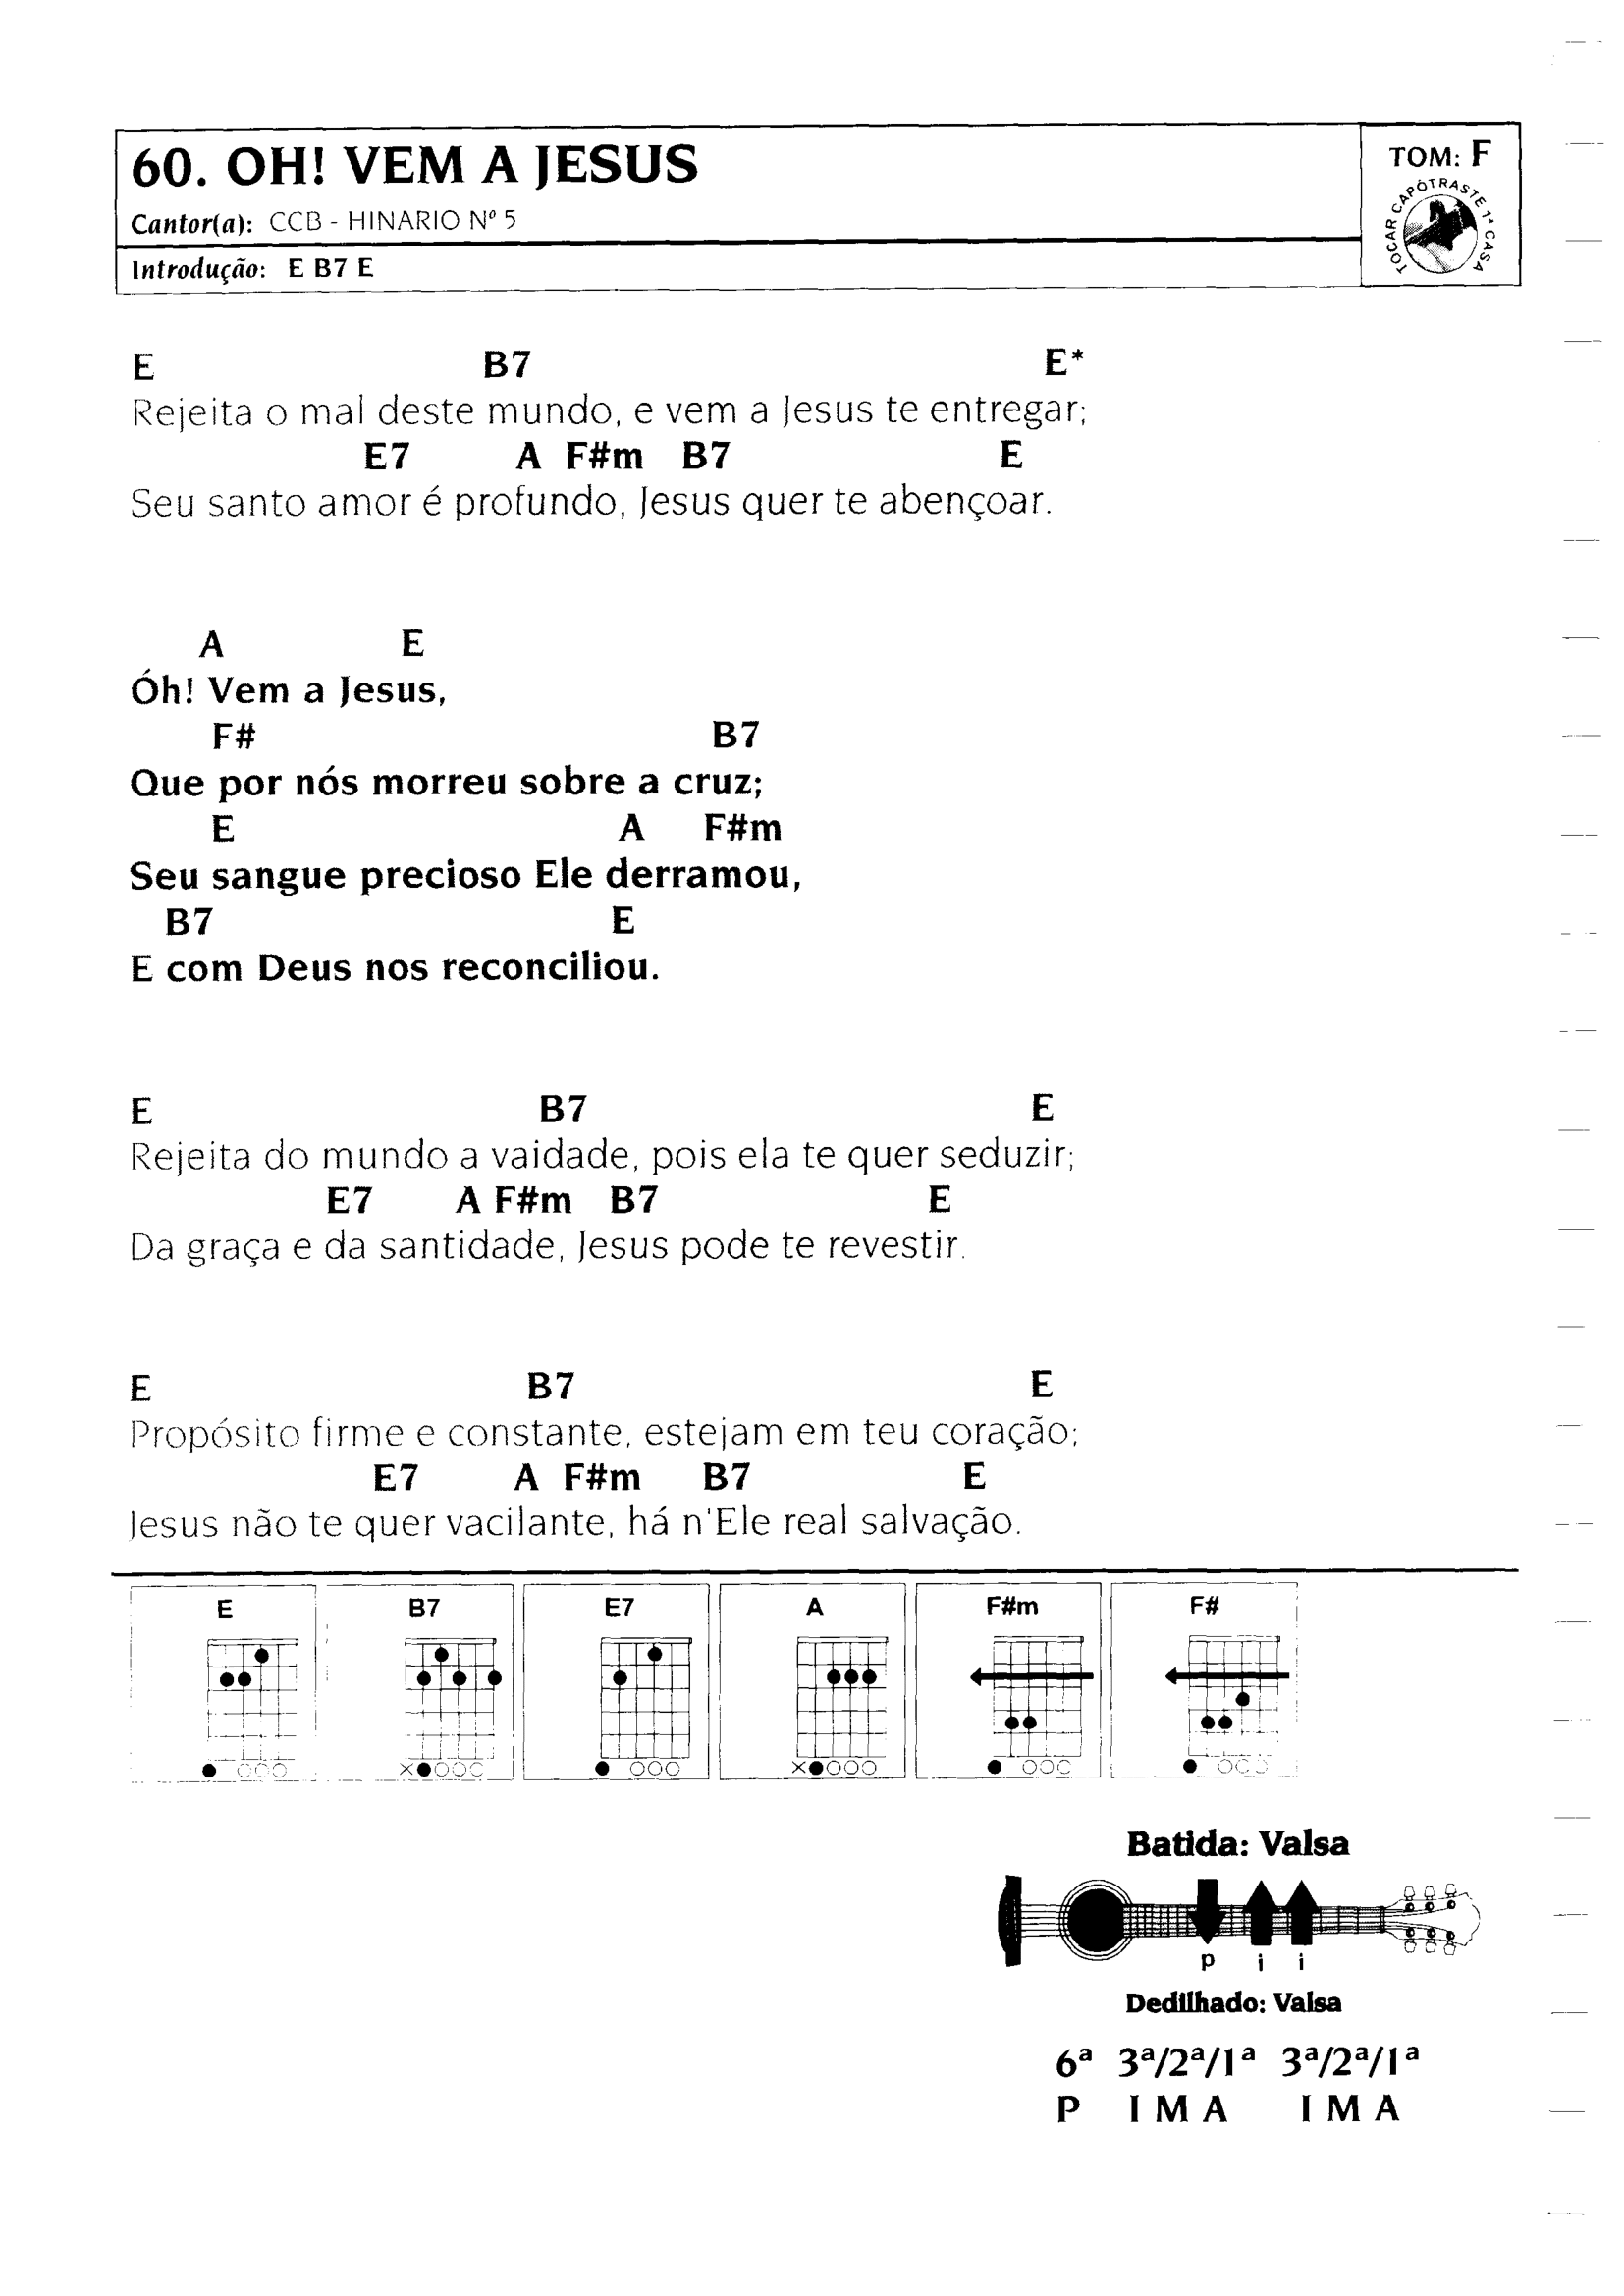 60. OH! VEM A JESUS
Cantor(a): CCB - HINARIO Nº 5
Introdução: E B7 E
TOM: F
TOCAR CAPÓTRASTE 1ª CASA
E B7 E*
Rejeita o mal deste mundo, e vem a Jesus te entregar;
E7 A F#m B7 E
Seu santo amor é profundo, Jesus quer te abençoar.
A E
Óh! Vem a Jesus,
F# B7
Que por nós morreu sobre a cruz;
E A F#m
Seu sangue precioso Ele derramou,
B7 E
E com Deus nos reconciliou.
E B7 E
Rejeita do mundo a vaidade, pois ela te quer seduzir;
E7 A F#m B7 E
Da graça e da santidade, Jesus pode te revestir.
E B7 E
Propósito firme e constante, estejam em teu coração;
E7 A F#m B7 E
Jesus não te quer vacilante, há n'Ele real salvação.
E B7 E7 A F#m F#
Batida: Valsa
p i i
Dedilhado: Valsa
6ª 3ª/2ª/1ª 3ª/2ª/1ª
P I M A I M A